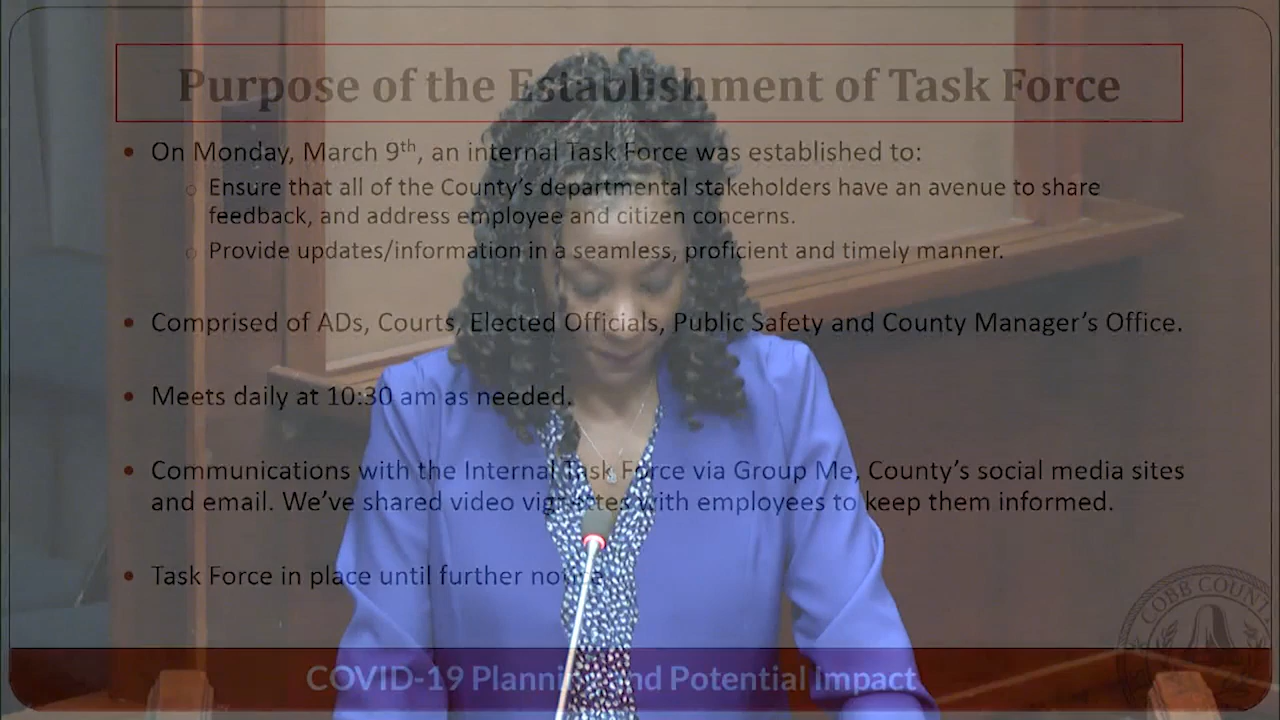 Purpose of the Establishment of Task Force
• On Monday, March 9th, an internal Task Force was established to:
○ Ensure that all of the County's departmental stakeholders have an avenue to share
feedback, and address employee and citizen concerns.
○ Provide updates/information in a seamless, proficient and timely manner.
• Comprised of ADs, Courts, Elected Officials, Public Safety and County Manager's Office.
• Meets daily at 10:30 am as needed.
• Communications with the Internal Task Force via Group Me, County's social media sites
and email. We've shared video vignettes with employees to keep them informed.
• Task Force in place until further notice.
COVID-19 Planning and Potential Impact
COBB COUNTY